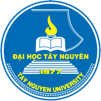 ĐẠI HỌC TÂY NGUYÊN
1977
TAY NGUYEN UNIVERSITY